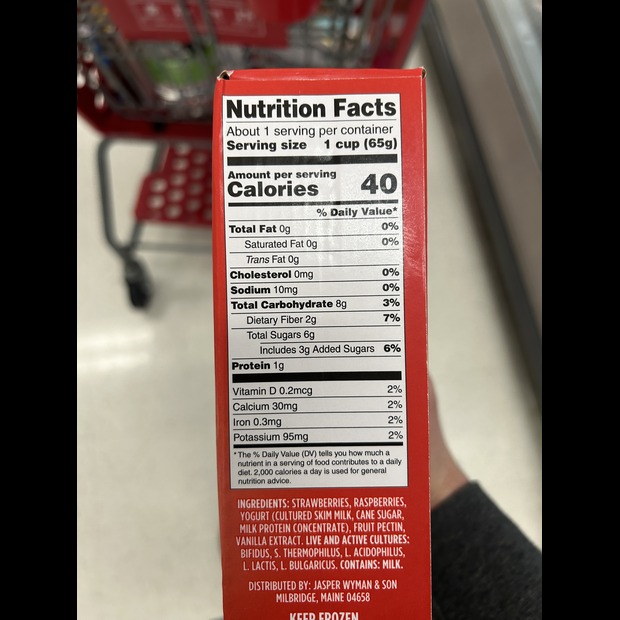 Nutrition Facts
About 1 serving per container
Serving size 1 cup (65g)
Amount per serving
Calories 40
% Daily Value*
Total Fat 0g 0%
Saturated Fat 0g 0%
Trans Fat 0g
Cholesterol 0mg 0%
Sodium 10mg 0%
Total Carbohydrate 8g 3%
Dietary Fiber 2g 7%
Total Sugars 6g
Includes 3g Added Sugars 6%
Protein 1g
Vitamin D 0.2mcg 2%
Calcium 30mg 2%
Iron 0.3mg 2%
Potassium 95mg 2%
*The % Daily Value (DV) tells you how much a
nutrient in a serving of food contributes to a daily
diet. 2,000 calories a day is used for general
nutrition advice.
INGREDIENTS: STRAWBERRIES, RASPBERRIES,
YOGURT (CULTURED SKIM MILK, CANE SUGAR,
MILK PROTEIN CONCENTRATE), FRUIT PECTIN,
VANILLA EXTRACT. LIVE AND ACTIVE CULTURES:
BIFIDUS, S. THERMOPHILUS, L. ACIDOPHILUS,
L. LACTIS, L. BULGARICUS. CONTAINS: MILK.
DISTRIBUTED BY: JASPER WYMAN & SON
MILBRIDGE, MAINE 04658
KEEP FROZEN